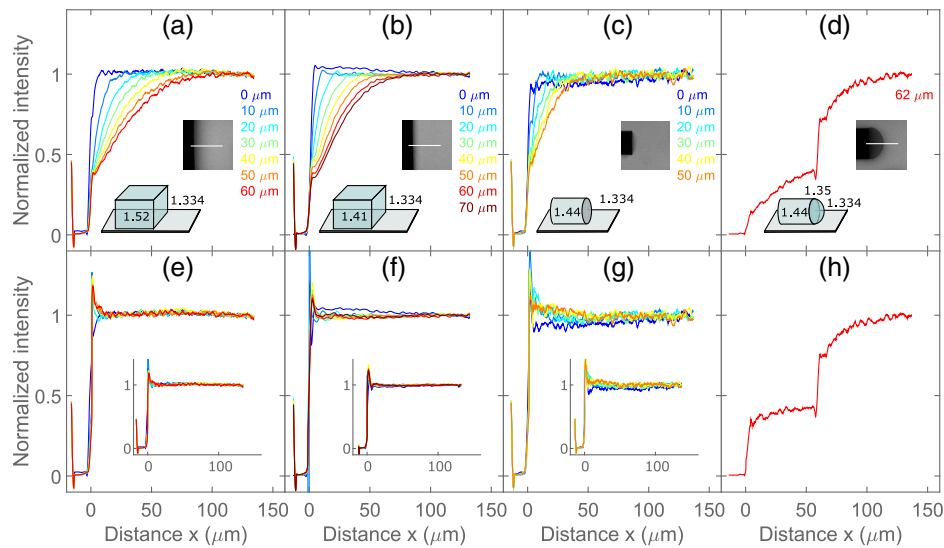 (a) (b) (c) (d)
Normalized intensity
1
0.5
0
0 μm
10 μm
20 μm
30 μm
40 μm
50 μm
60 μm
1.52
1.334
0 μm
10 μm
20 μm
30 μm
40 μm
50 μm
60 μm
70 μm
1.41
1.334
0 μm
10 μm
20 μm
30 μm
40 μm
50 μm
1.44
1.334
62 μm
1.35
1.44
1.334
(e) (f) (g) (h)
Normalized intensity
1
0.5
0
1
0
0 100
1
0
0 100
1
0
0 100
0 50 100 150
0 50 100 150
0 50 100 150
0 50 100 150
Distance x (μm) Distance x (μm) Distance x (μm) Distance x (μm)